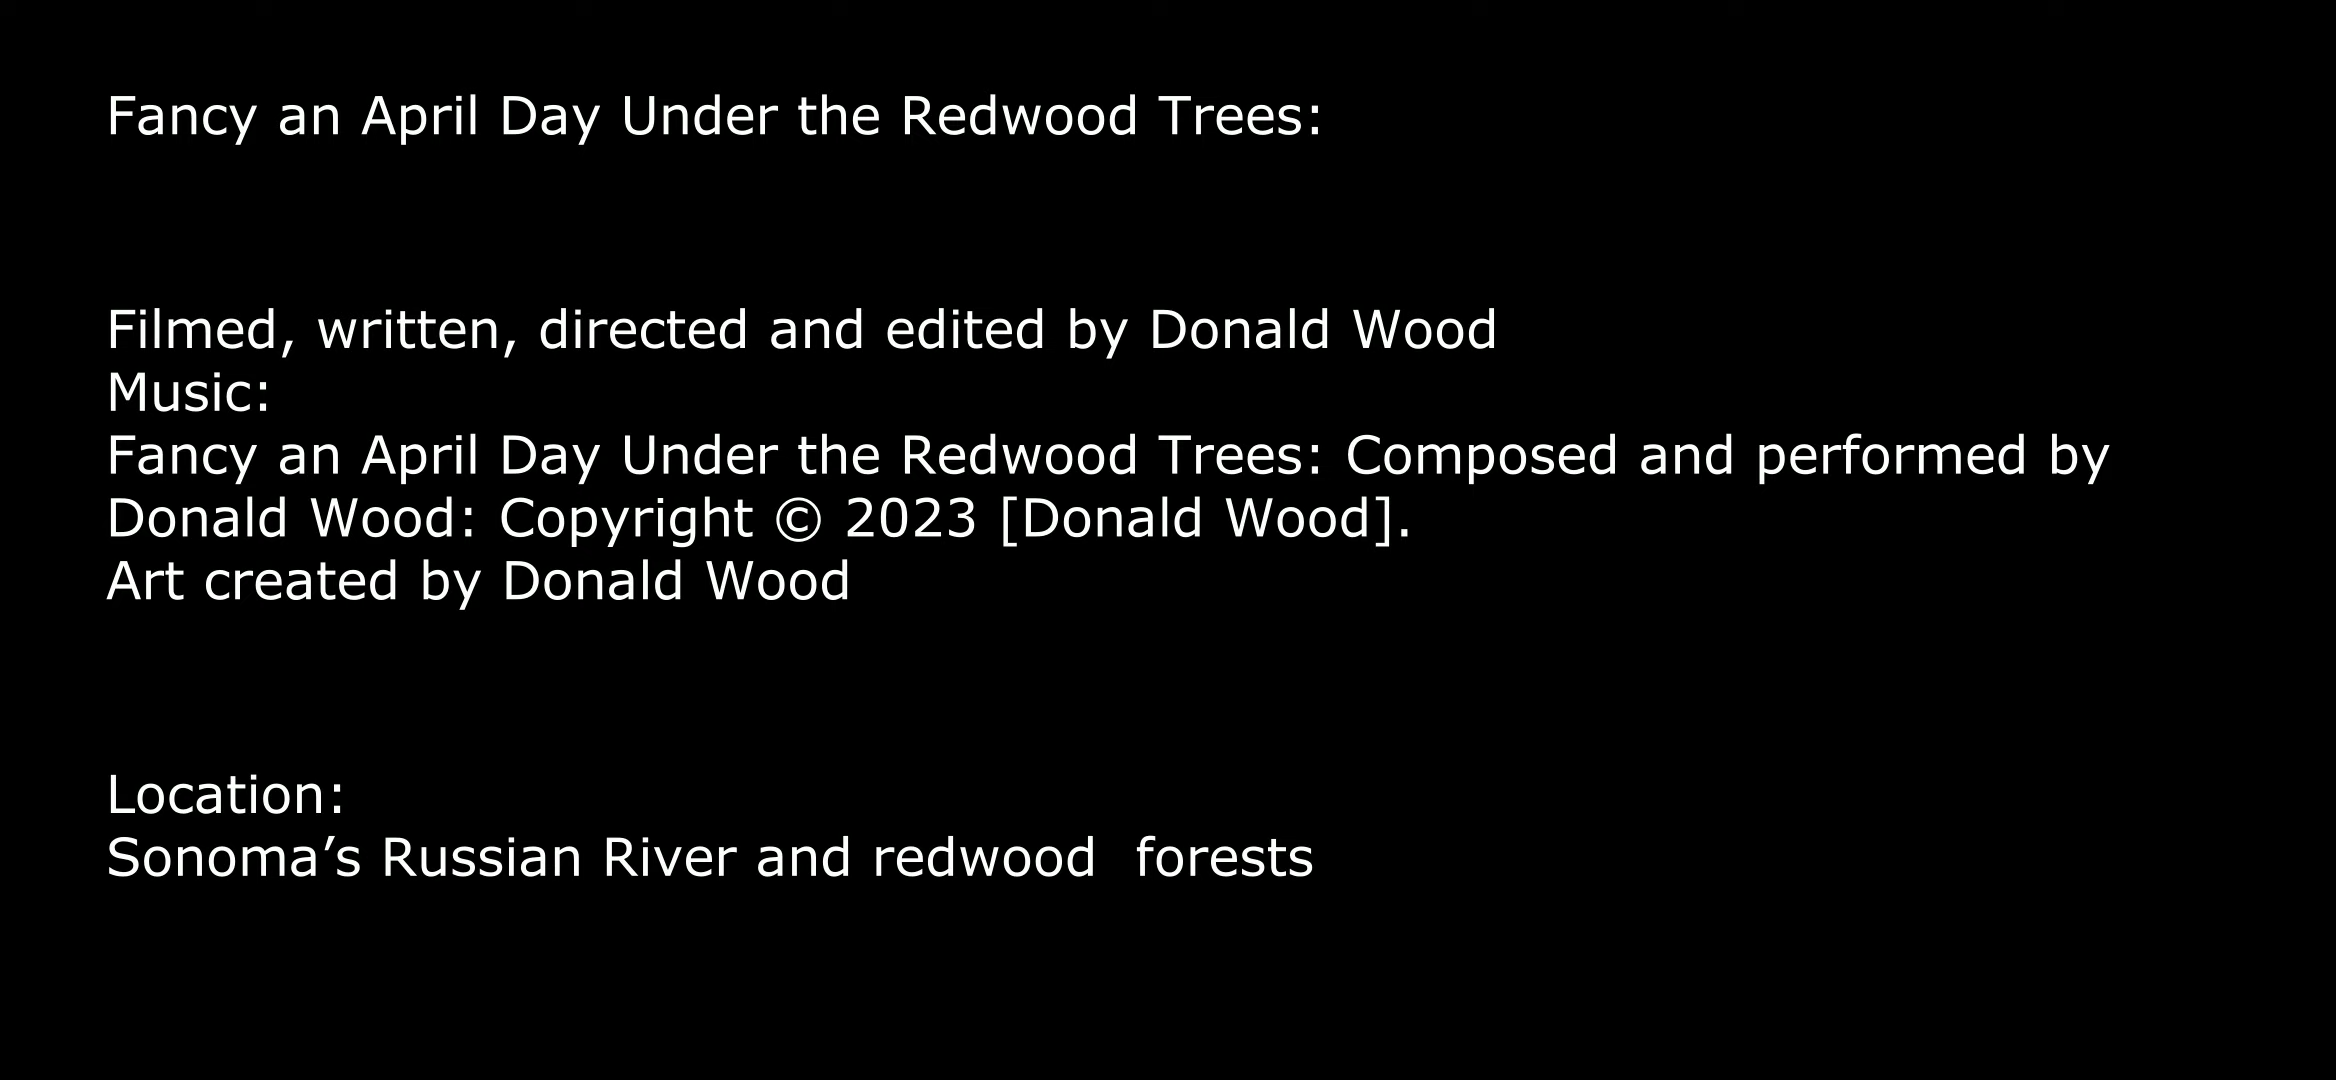 Fancy an April Day Under the Redwood Trees:
Filmed, written, directed and edited by Donald Wood
Music:
Fancy an April Day Under the Redwood Trees: Composed and performed by
Donald Wood: Copyright © 2023 [Donald Wood].
Art created by Donald Wood
Location:
Sonoma’s Russian River and redwood  forests